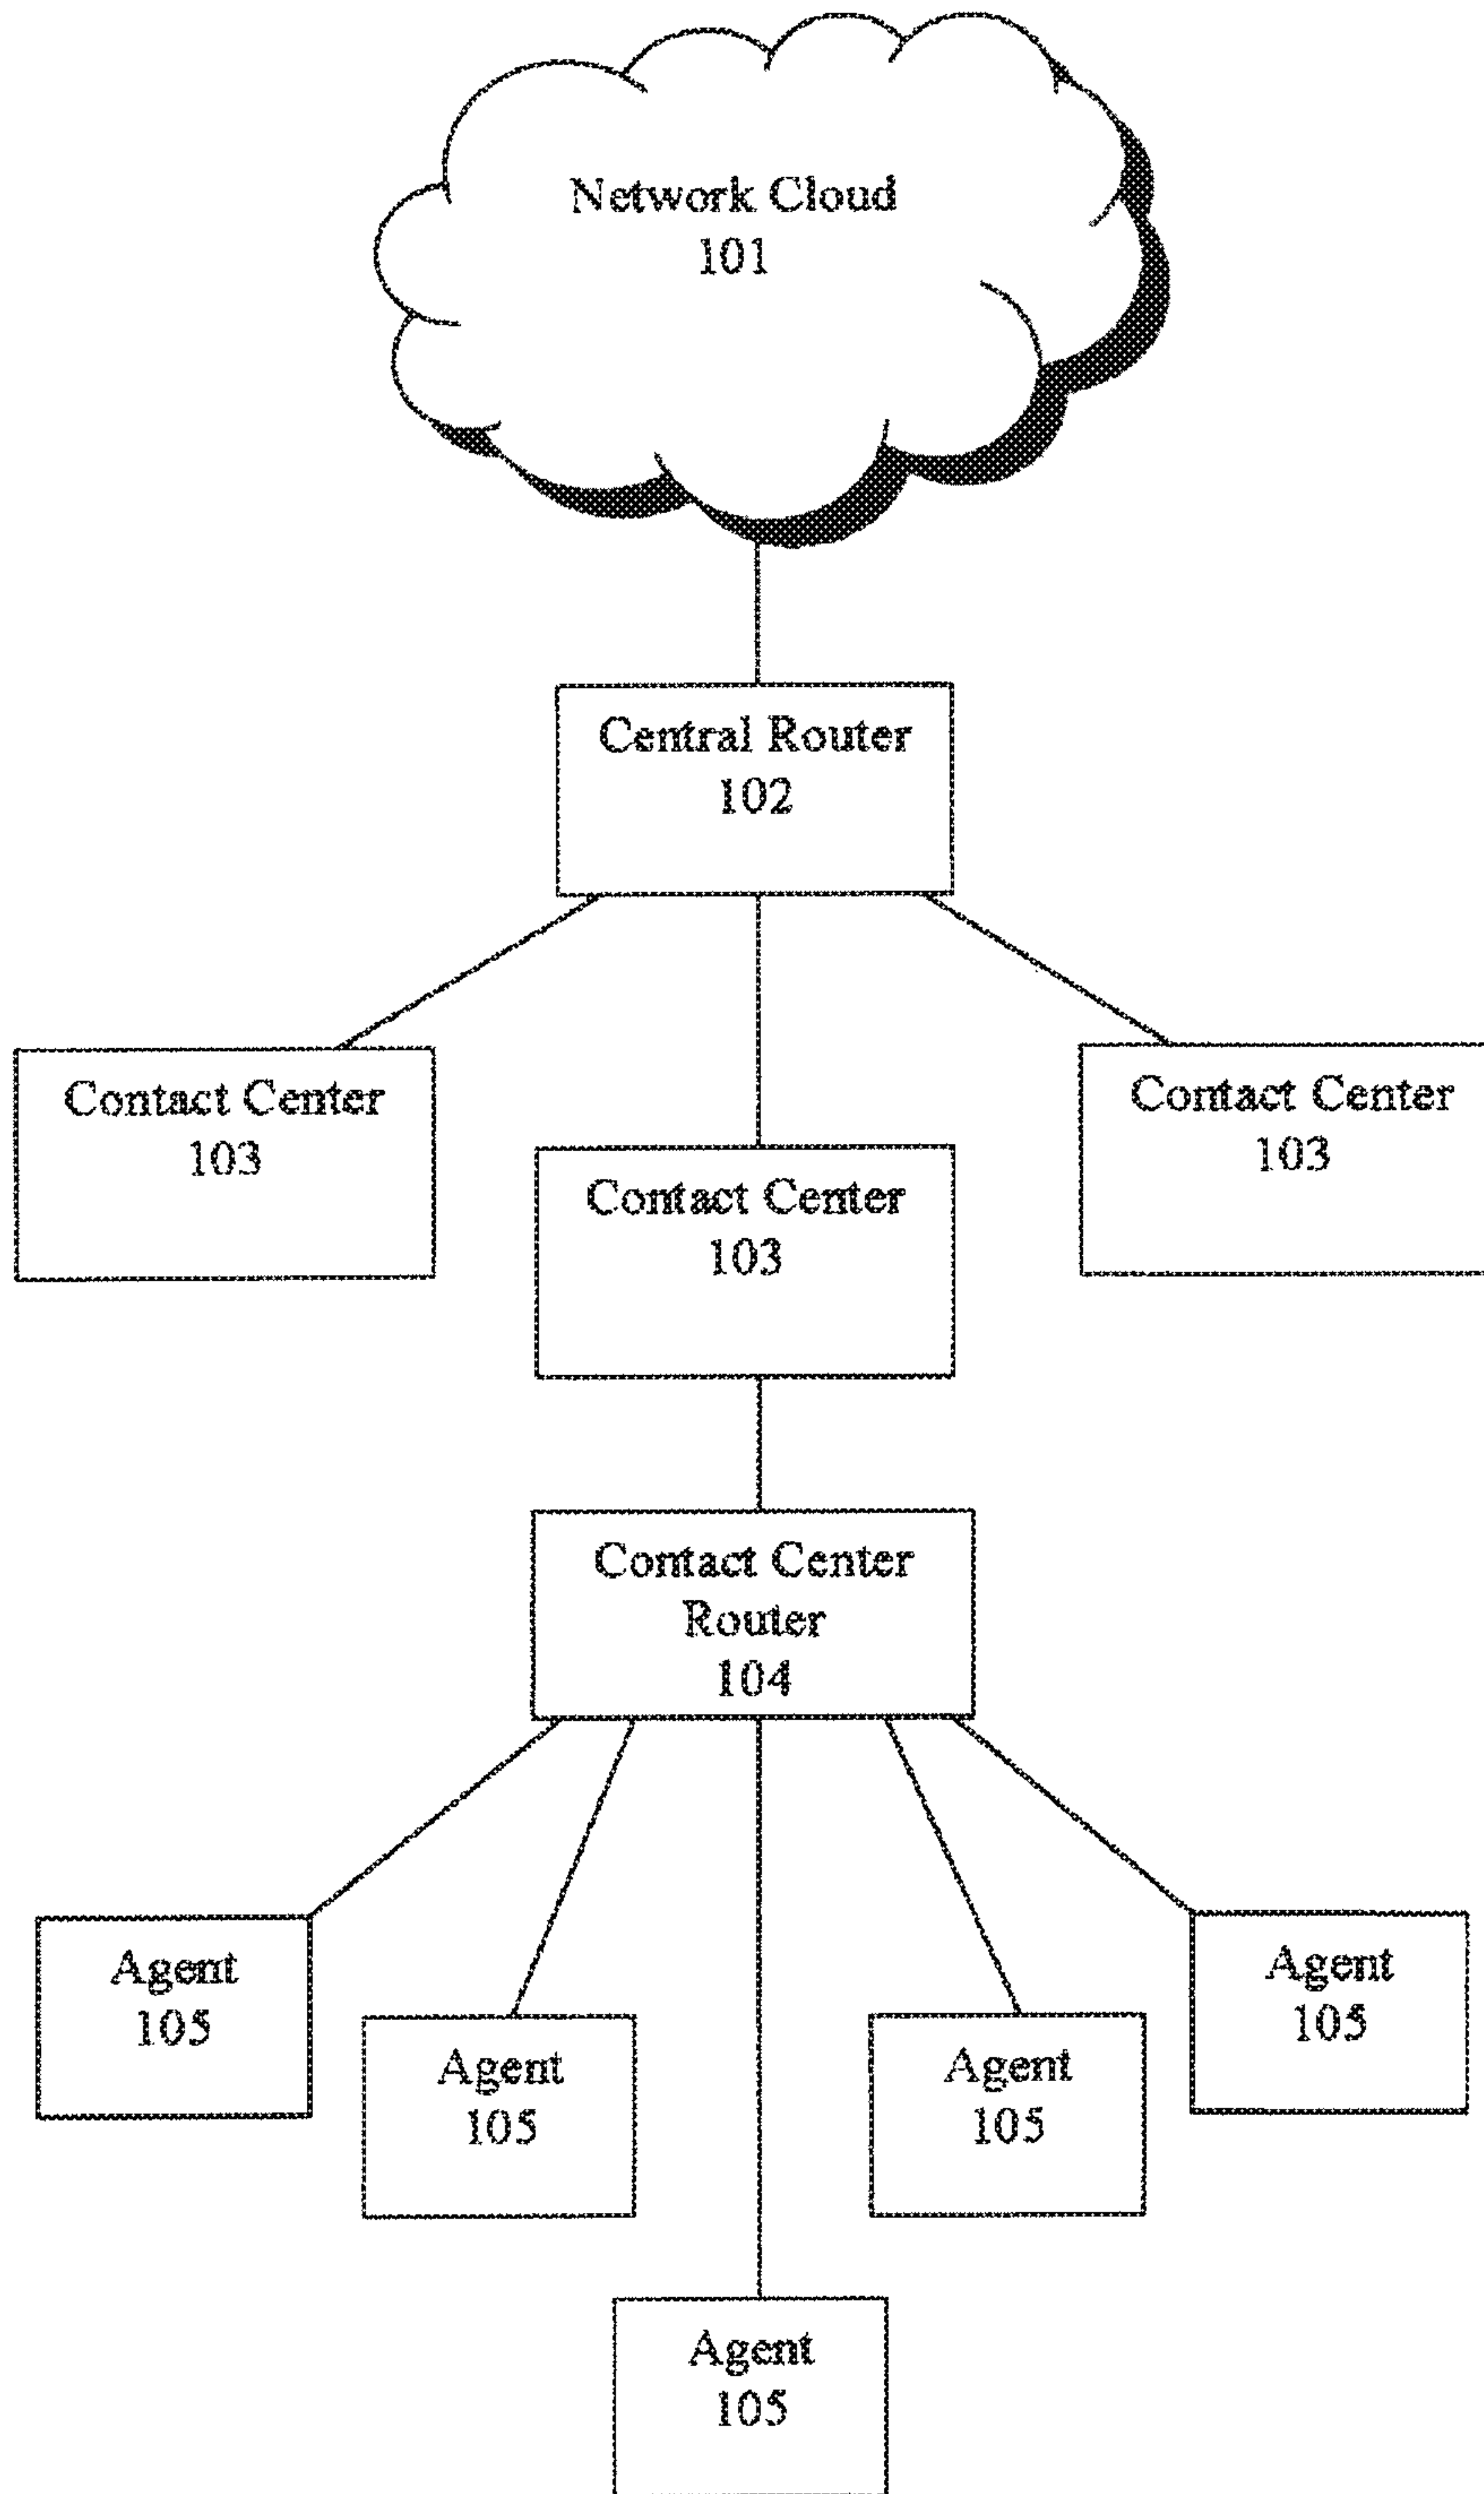 Network Cloud
101
Central Router
102
Contact Center
103
Contact Center
103
Contact Center
103
Contact Center
Router
104
Agent
105
Agent
105
Agent
105
Agent
105
Agent
105